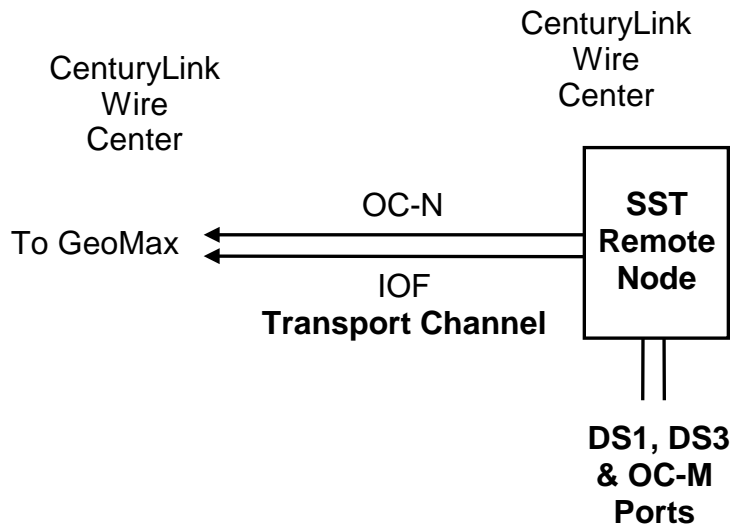 CenturyLink
Wire
Center
CenturyLink
Wire
Center
OC-N
To GeoMax
IOF
Transport Channel
SST
Remote
Node
DS1, DS3
& OC-M
Ports